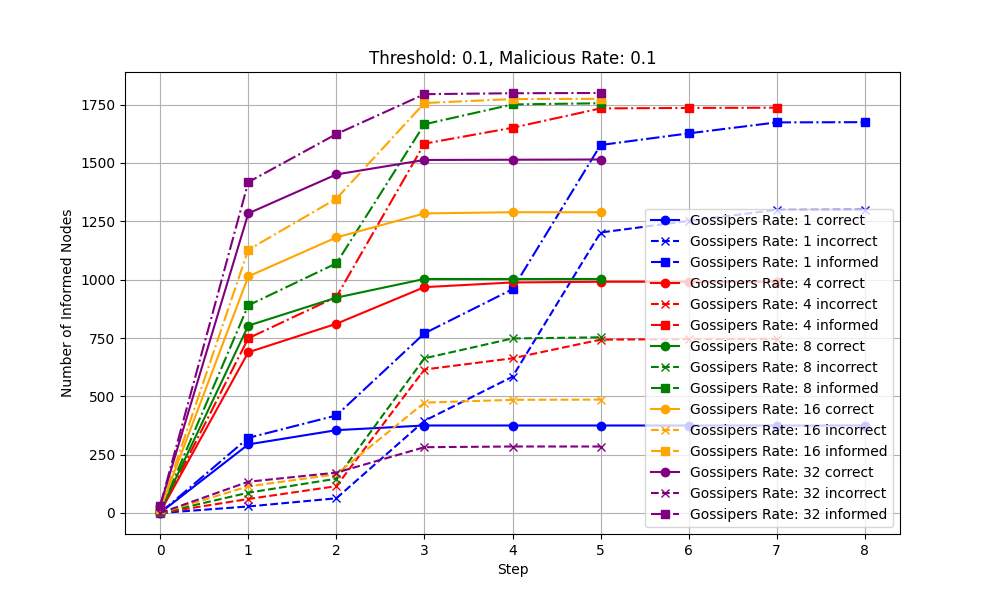 Threshold: 0.1, Malicious Rate: 0.1
Number of Informed Nodes
1750
1500
1250
1000
750
500
250
0
Gossipers Rate: 1 correct
Gossipers Rate: 1 incorrect
Gossipers Rate: 1 informed
Gossipers Rate: 4 correct
Gossipers Rate: 4 incorrect
Gossipers Rate: 4 informed
Gossipers Rate: 8 correct
Gossipers Rate: 8 incorrect
Gossipers Rate: 8 informed
Gossipers Rate: 16 correct
Gossipers Rate: 16 incorrect
Gossipers Rate: 16 informed
Gossipers Rate: 32 correct
Gossipers Rate: 32 incorrect
Gossipers Rate: 32 informed
0 1 2 3 4 5 6 7 8
Step